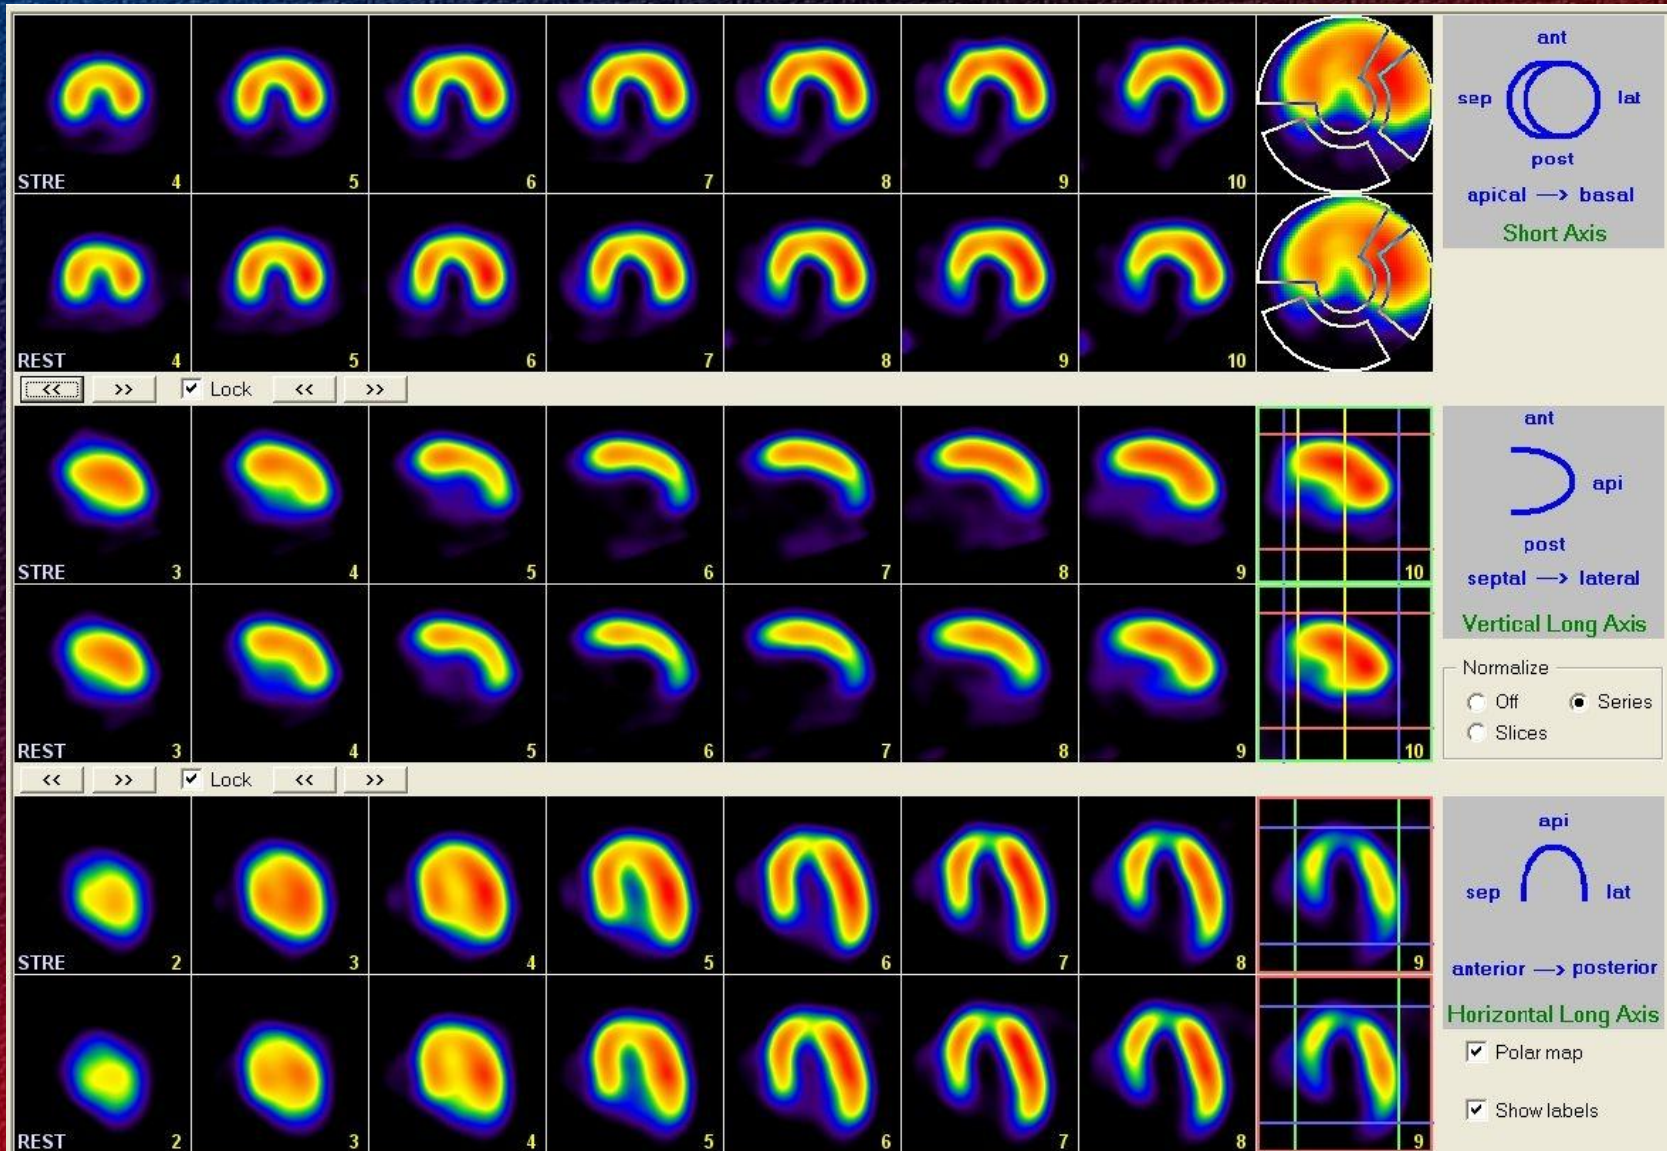 STRE 4 5 6 7 8 9 10
REST 4 5 6 7 8 9 10
ant
sep lat
post
apical —> basal
Short Axis
<< >> Lock << >>
STRE 3 4 5 6 7 8 9 10
REST 3 4 5 6 7 8 9 10
ant
api
post
septal —> lateral
Vertical Long Axis
Normalize
Off Series
Slices
<< >> Lock << >>
STRE 2 3 4 5 6 7 8 9
REST 2 3 4 5 6 7 8 9
api
sep lat
anterior —> posterior
Horizontal Long Axis
Polar map
Show labels